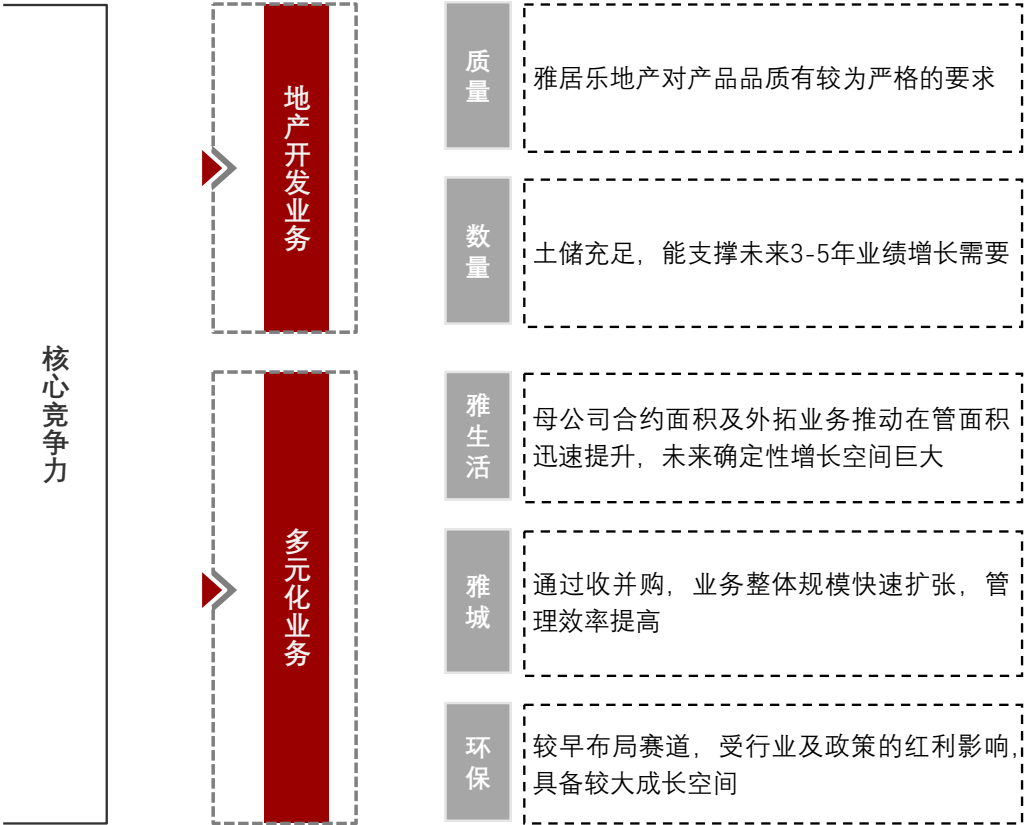 核心竞争力
地产开发业务
质量
雅居乐地产对产品品质有较为严格的要求
数量
土储充足，能支撑未来3-5年业绩增长需要
多元化业务
雅生活
母公司合约面积及外拓业务推动在管面积
迅速提升，未来确定性增长空间巨大
雅城
通过收并购，业务整体规模快速扩张，管
理效率提高
环保
较早布局赛道，受行业及政策的红利影响，
具备较大成长空间